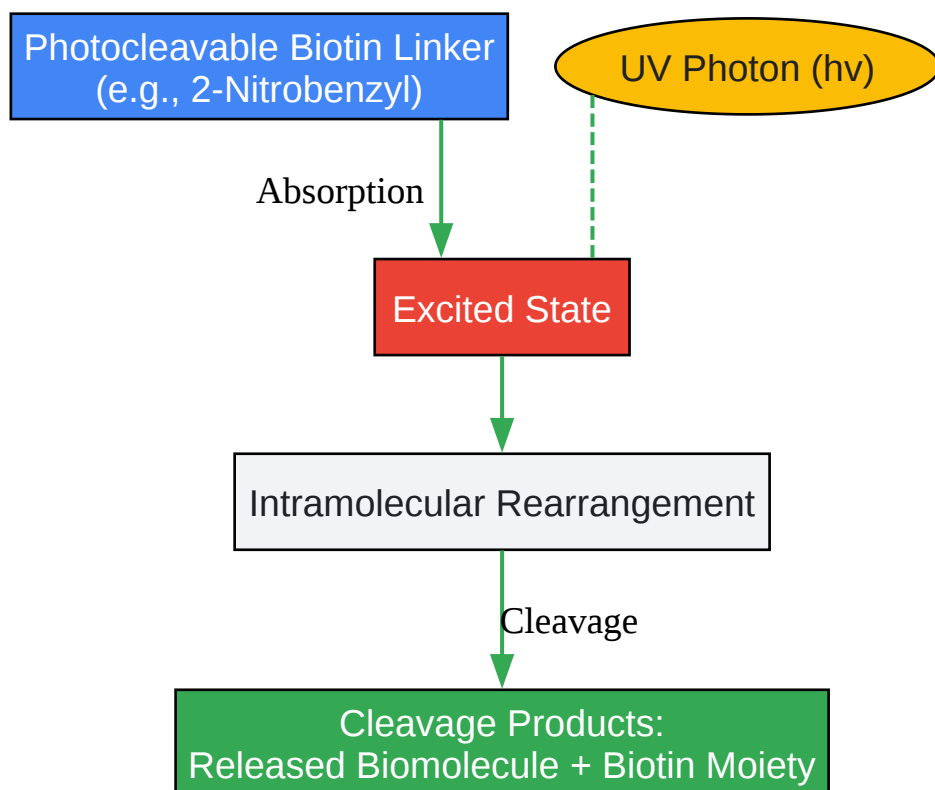 Photocleavable Biotin Linker
(e.g., 2-Nitrobenzyl)
UV Photon (hv)
Absorption
Excited State
Intramolecular Rearrangement
Cleavage
Cleavage Products:
Released Biomolecule + Biotin Moiety